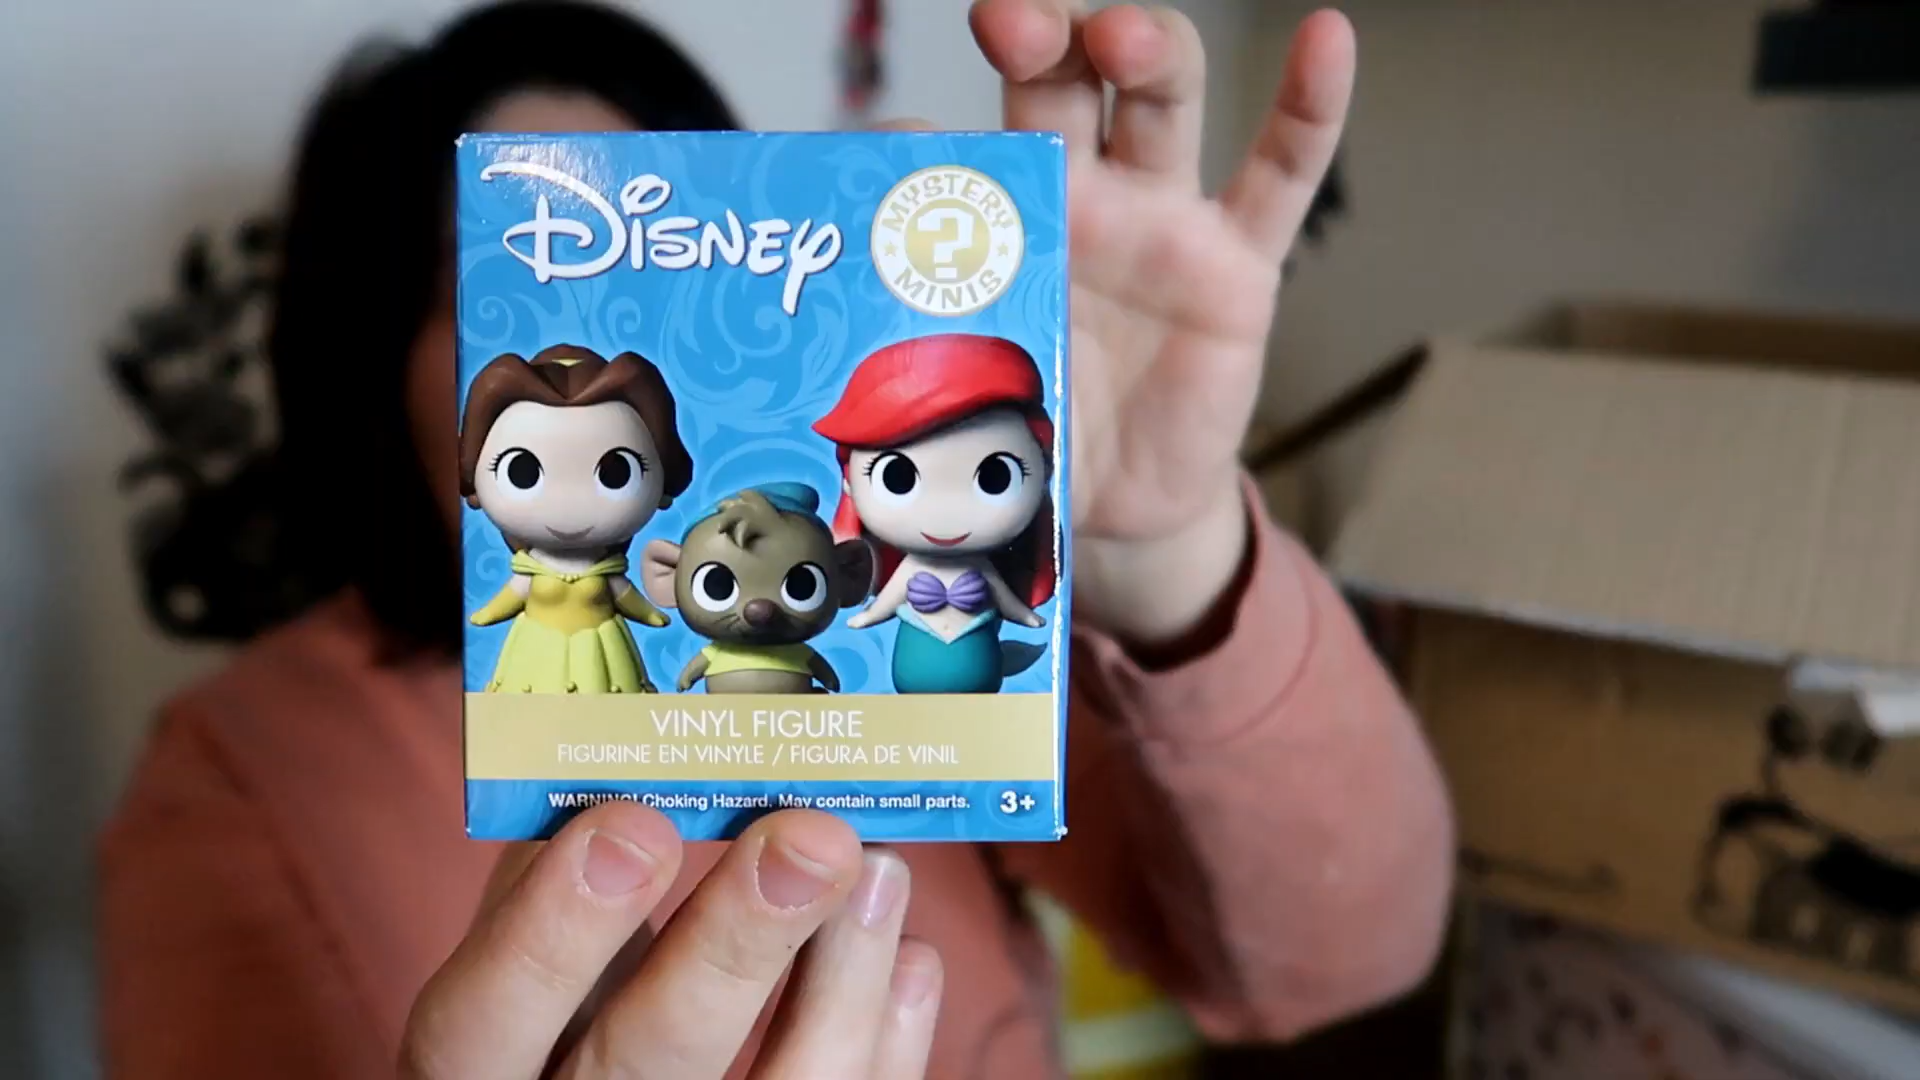 Disney
MYSTERY
?
MINIS
VINYL FIGURE
FIGURINE EN VINYLE / FIGURA DE VINIL
WARNING! Choking Hazard. May contain small parts. 3+